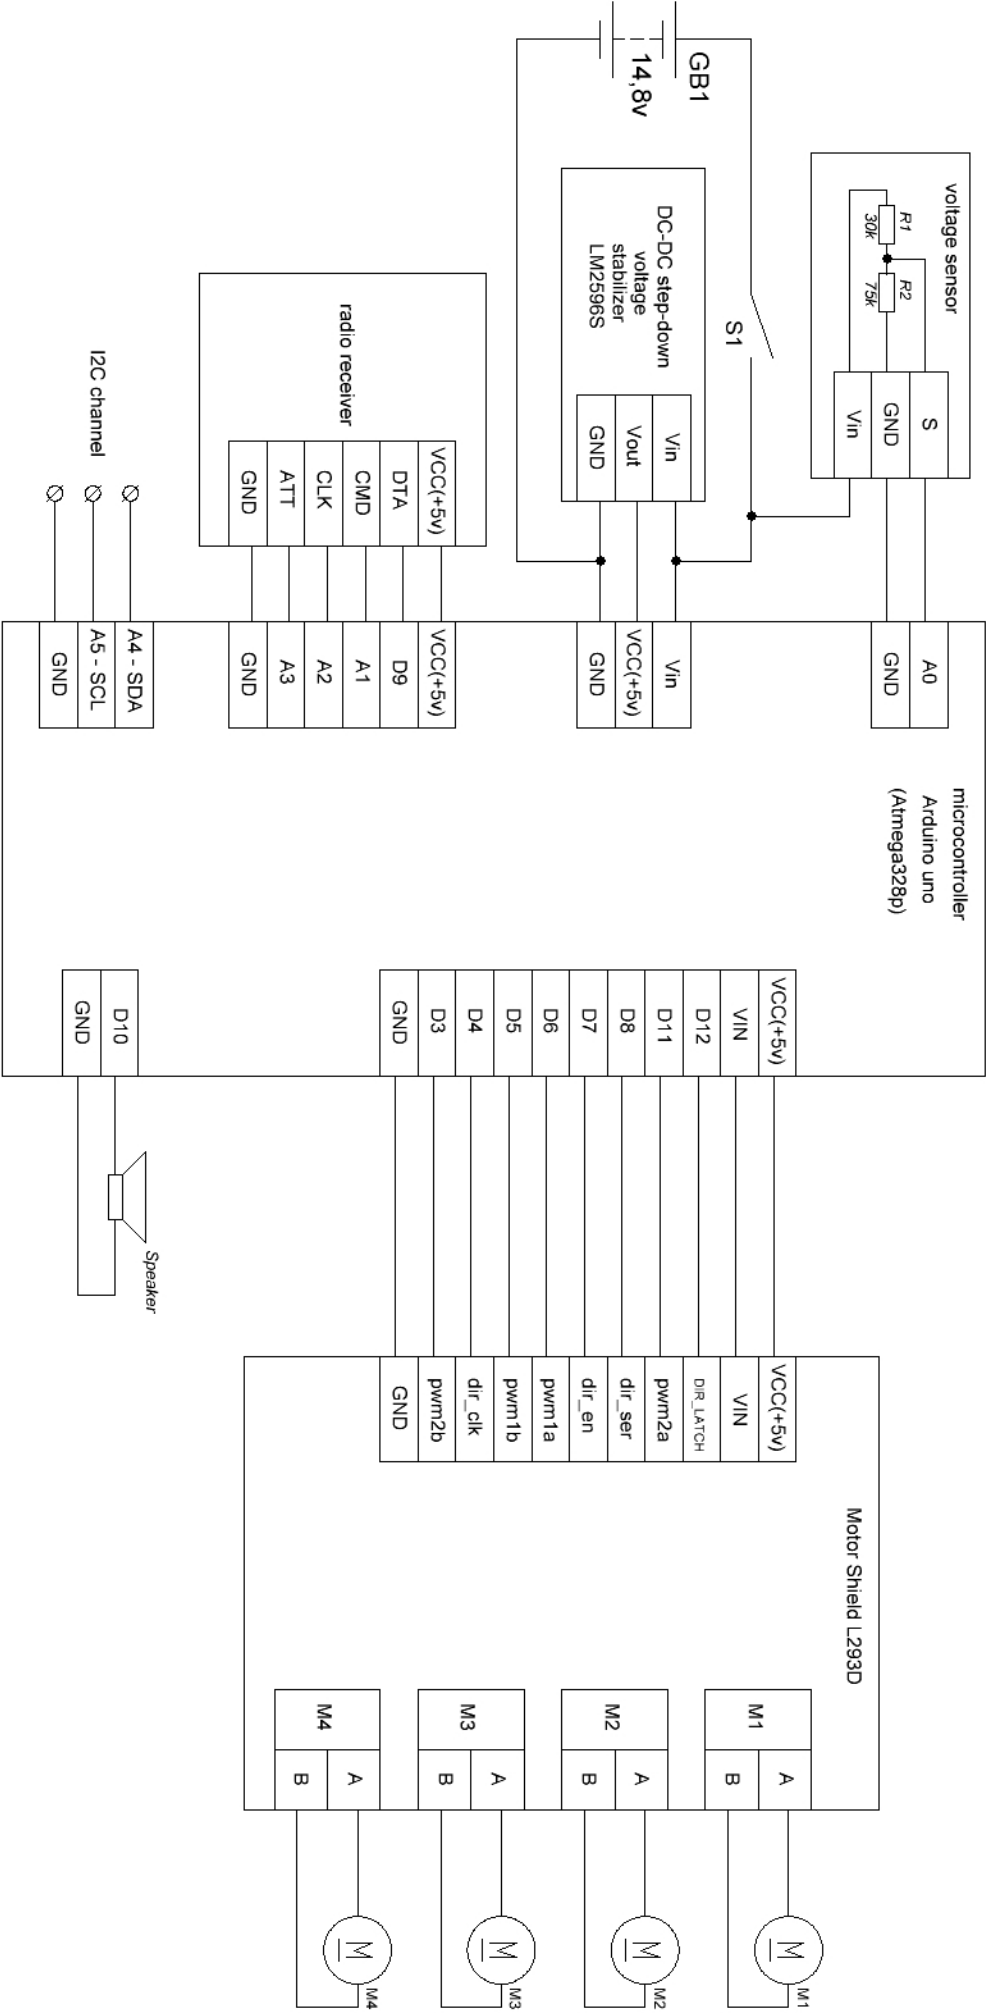 voltage sensor
R1
30k
R2
75k
S
GND
Vin
GB1
14,8v
S1
DC-DC step-down
voltage
stabilizer
LM2596S
Vin
Vout
GND
radio receiver
VCC(+5v)
DTA
CMD
CLK
ATT
GND
I2C channel
microcontroller
Arduino uno
(Atmega328p)
A0
GND
Vin
VCC(+5v)
GND
VCC(+5v)
D9
A1
A2
A3
GND
A4 - SDA
A5 - SCL
GND
VCC(+5v)
VIN
D12
D11
D8
D7
D6
D5
D4
D3
GND
D10
GND
Speaker
Motor Shield L293D
VCC(+5v)
VIN
DIR_LATCH
pwm2a
dir_ser
dir_en
pwm1a
pwm1b
dir_clk
pwm2b
GND
M1
A
B
M2
A
B
M3
A
B
M4
A
B
M
M1
M
M2
M
M3
M
M4